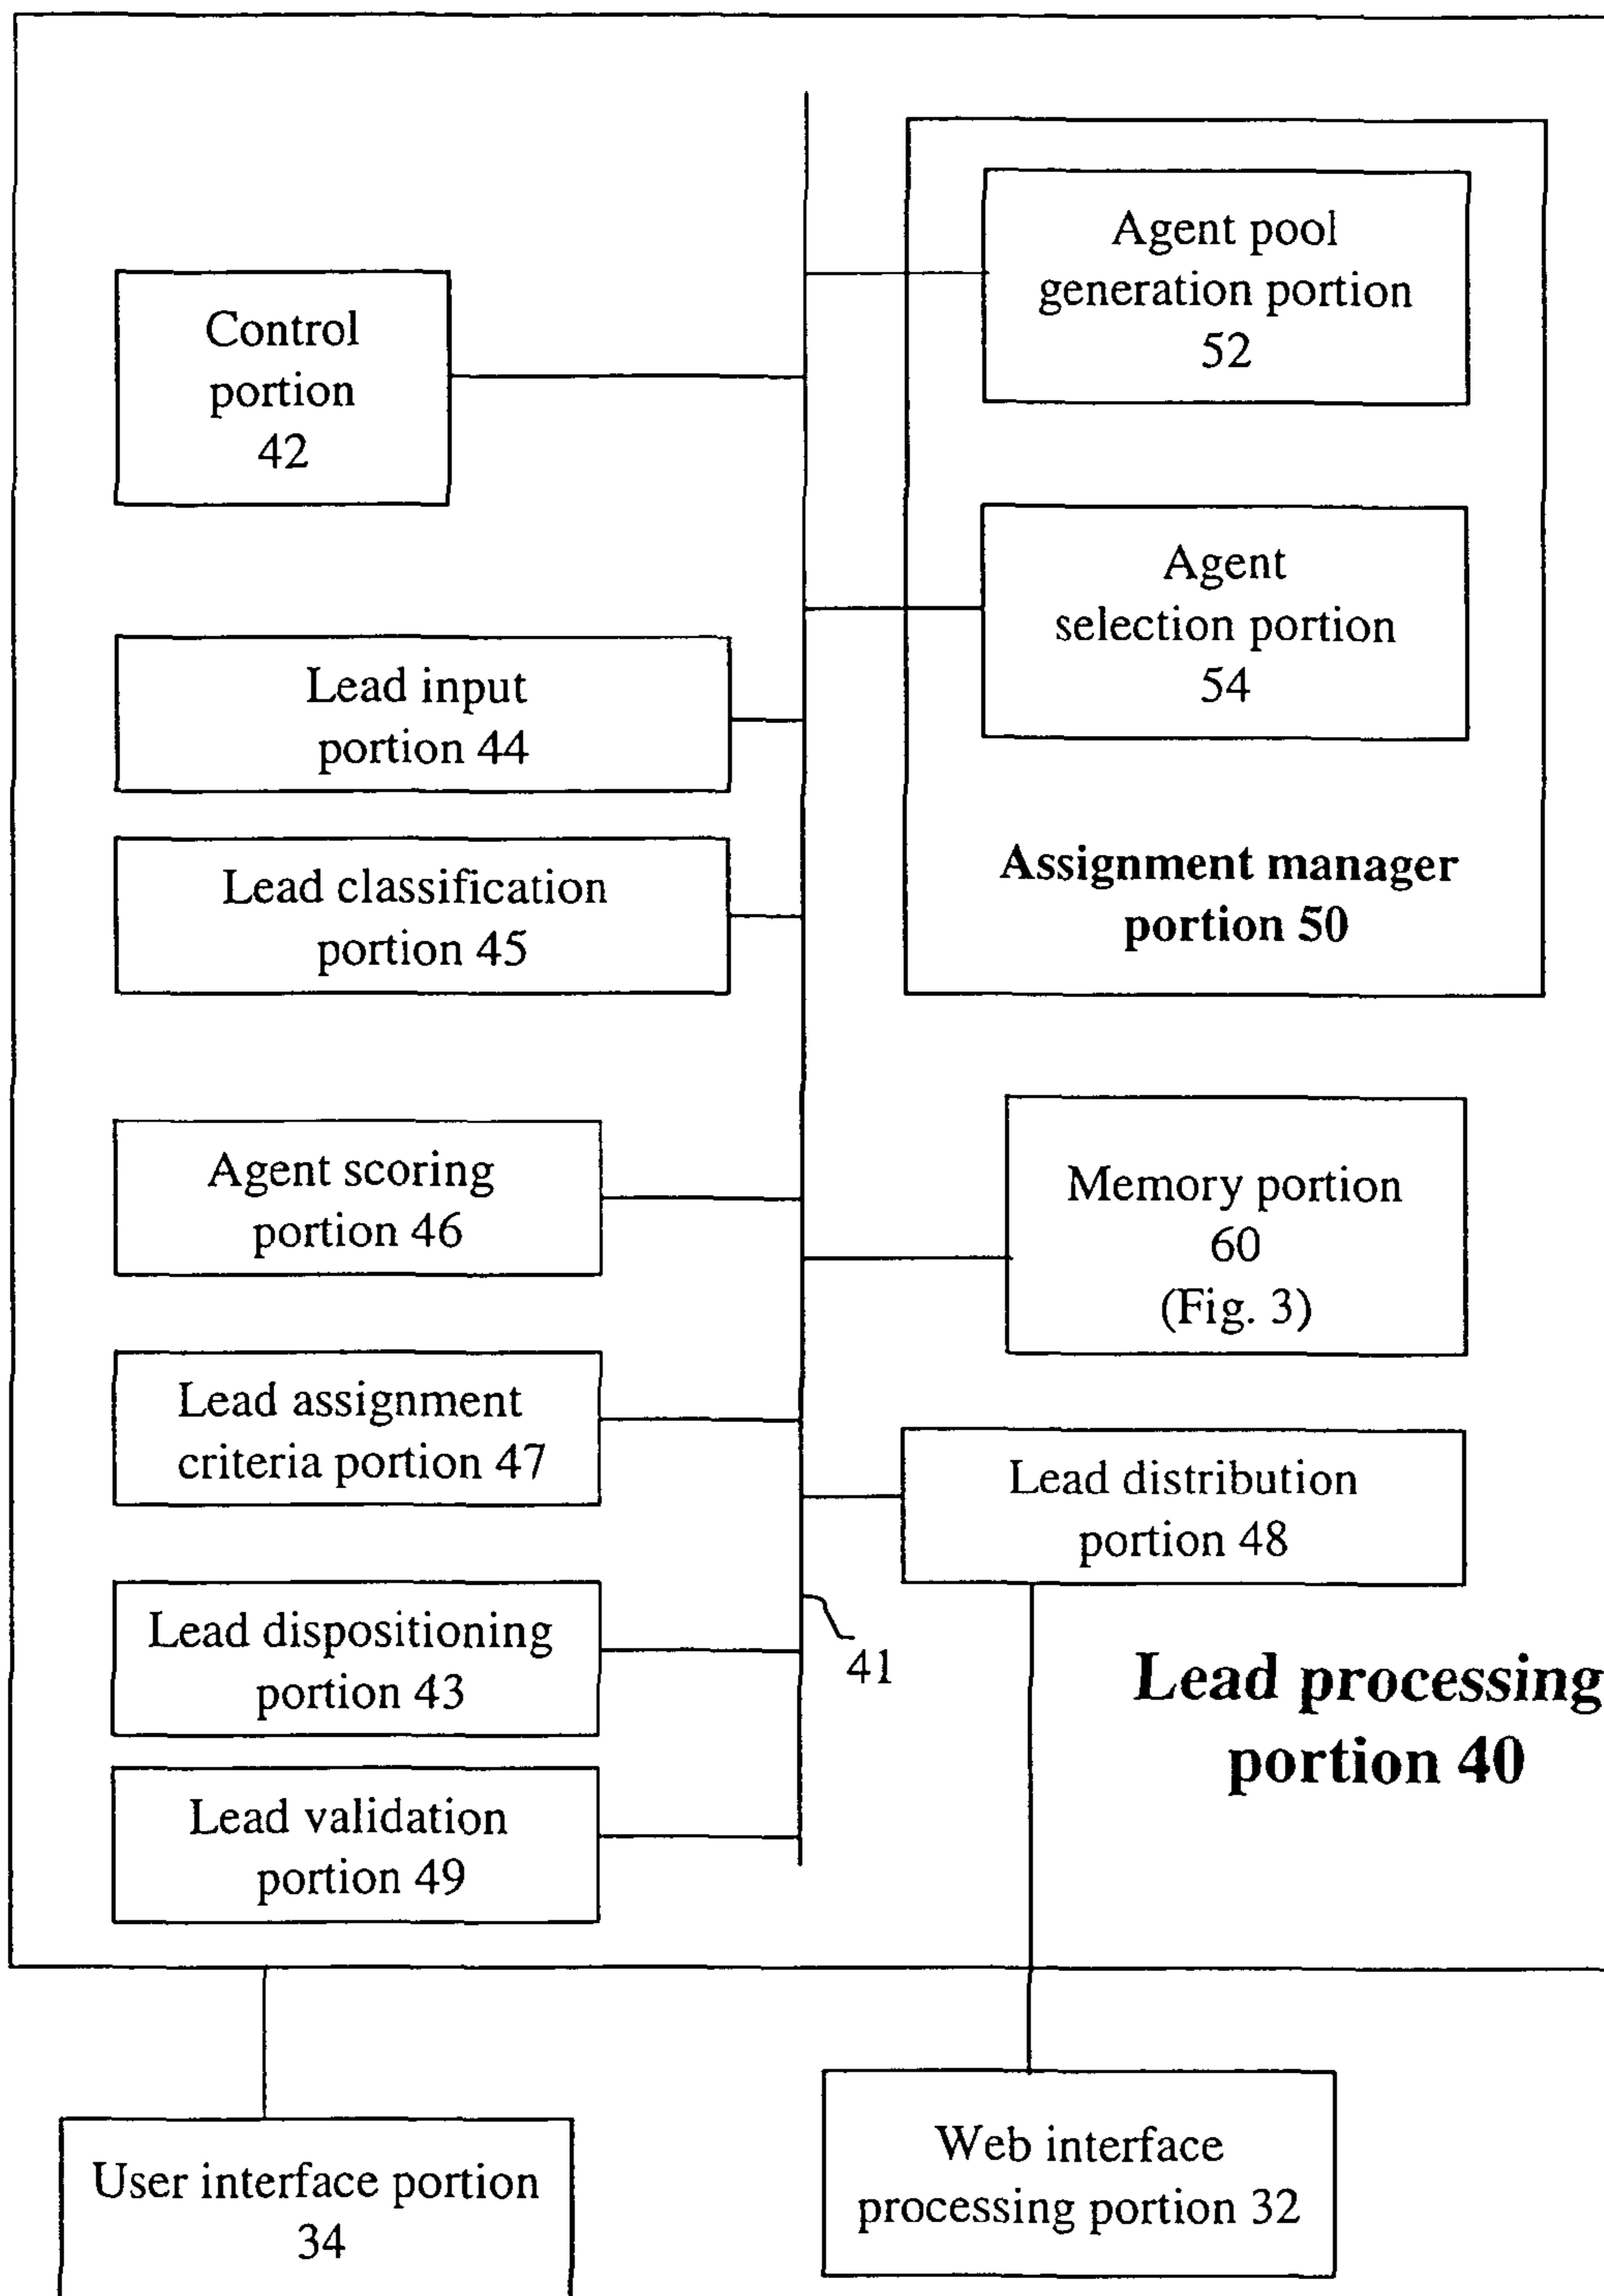 Control
portion
42
Lead input
portion 44
Lead classification
portion 45
Agent scoring
portion 46
Lead assignment
criteria portion 47
Lead dispositioning
portion 43
Lead validation
portion 49
41
Agent pool
generation portion
52
Agent
selection portion
54
Assignment manager
portion 50
Memory portion
60
(Fig. 3)
Lead distribution
portion 48
Lead processing
portion 40
User interface portion
34
Web interface
processing portion 32